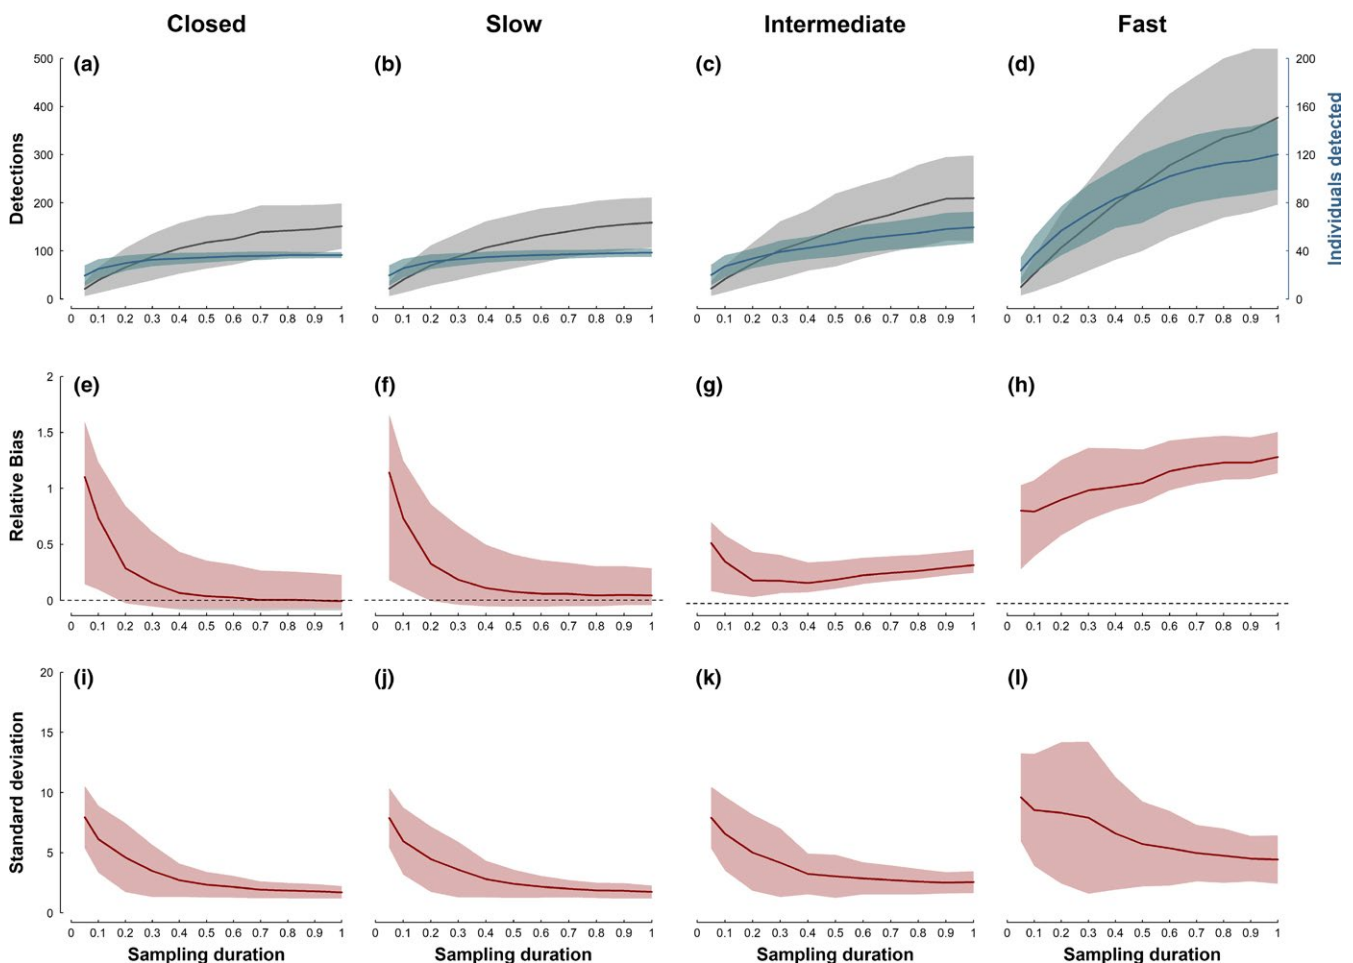 Closed Slow Intermediate Fast
(a) (b) (c) (d)
Detections
500
400
300
200
100
0
200
160
120
80
40
0
Individuals detected
0 0.1 0.2 0.3 0.4 0.5 0.6 0.7 0.8 0.9 1
0 0.1 0.2 0.3 0.4 0.5 0.6 0.7 0.8 0.9 1
0 0.1 0.2 0.3 0.4 0.5 0.6 0.7 0.8 0.9 1
0 0.1 0.2 0.3 0.4 0.5 0.6 0.7 0.8 0.9 1
(e) (f) (g) (h)
Relative Bias
2
1.5
1
0.5
0
0 0.1 0.2 0.3 0.4 0.5 0.6 0.7 0.8 0.9 1
0 0.1 0.2 0.3 0.4 0.5 0.6 0.7 0.8 0.9 1
0 0.1 0.2 0.3 0.4 0.5 0.6 0.7 0.8 0.9 1
0 0.1 0.2 0.3 0.4 0.5 0.6 0.7 0.8 0.9 1
(i) (j) (k) (l)
Standard deviation
20
15
10
5
0
0 0.1 0.2 0.3 0.4 0.5 0.6 0.7 0.8 0.9 1
0 0.1 0.2 0.3 0.4 0.5 0.6 0.7 0.8 0.9 1
0 0.1 0.2 0.3 0.4 0.5 0.6 0.7 0.8 0.9 1
0 0.1 0.2 0.3 0.4 0.5 0.6 0.7 0.8 0.9 1
Sampling duration Sampling duration Sampling duration Sampling duration